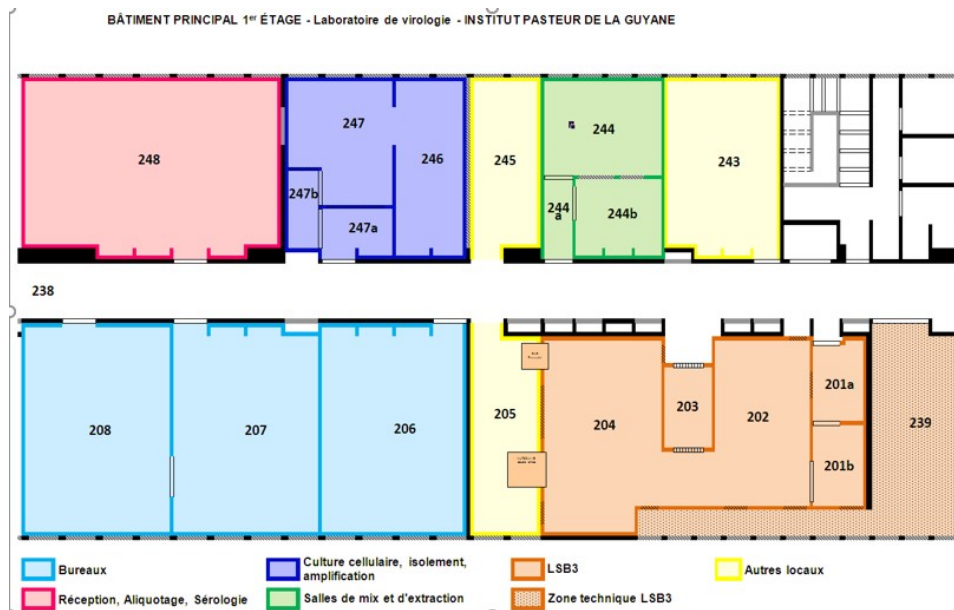 BÂTIMENT PRINCIPAL 1er ÉTAGE - Laboratoire de virologie - INSTITUT PASTEUR DE LA GUYANE
248
247
246
245
244
243
247b
247a
244
a
244b
238
208
207
206
205
204
203
202
201a
201b
239
Bureaux
Culture cellulaire, isolement,
amplification
LSB3
Autres locaux
Réception, Aliquotage, Sérologie
Salles de mix et d'extraction
Zone technique LSB3